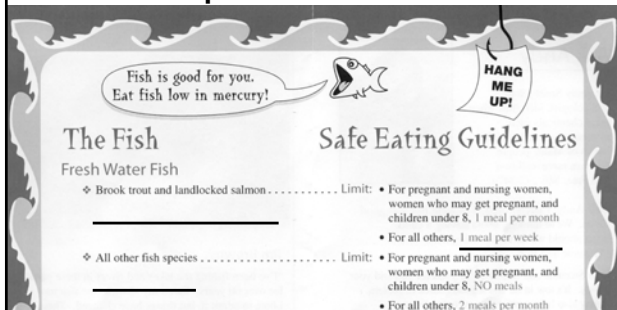 Fish is good for you.
Eat fish low in mercury!
HANG
ME
UP!
The Fish
Safe Eating Guidelines
Fresh Water Fish
❖ Brook trout and landlocked salmon . . . . . . . . . . Limit: • For pregnant and nursing women,
women who may get pregnant, and
children under 8, 1 meal per month
• For all others, 1 meal per week
❖ All other fish species . . . . . . . . . . . . . . . . . . . . . Limit: • For pregnant and nursing women,
women who may get pregnant, and
children under 8, NO meals
• For all others, 2 meals per month